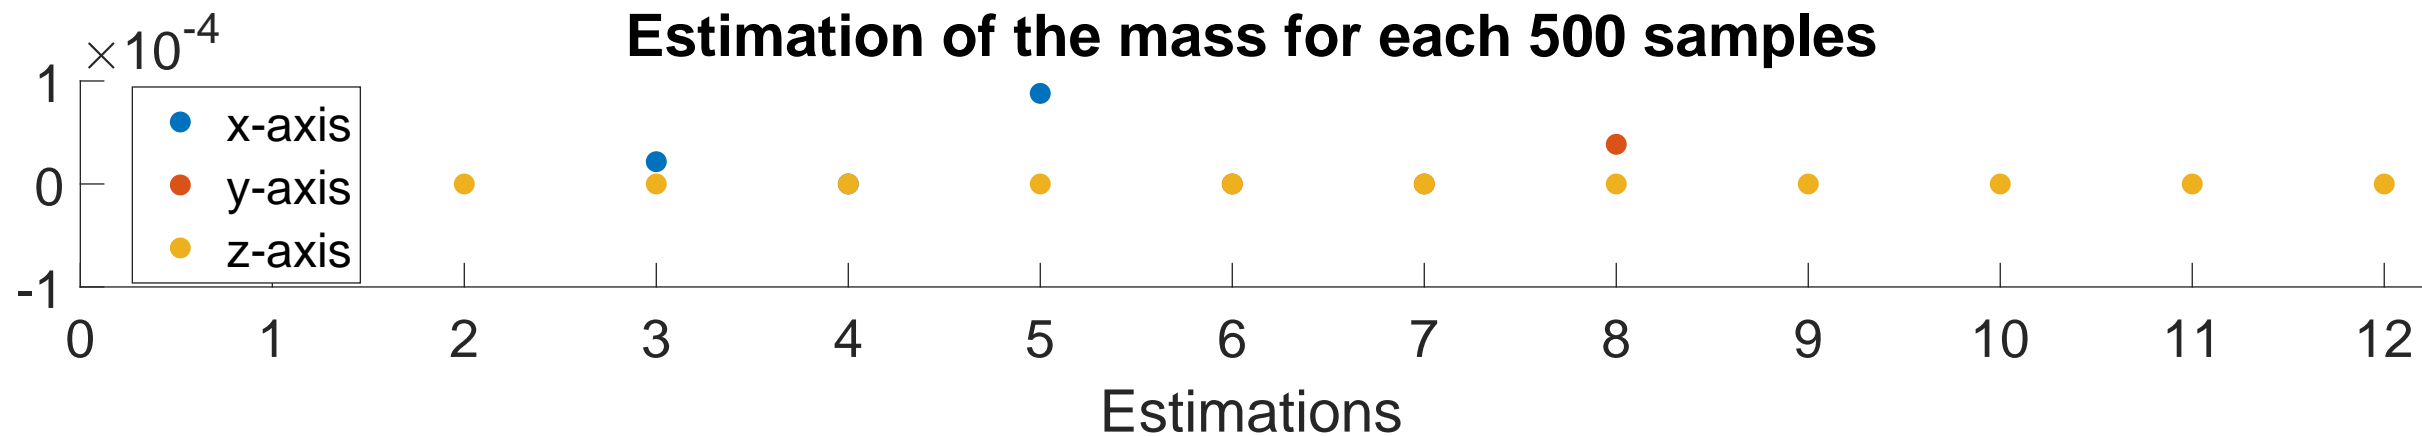 Estimation of the mass for each 500 samples
×10-4
1
0
-1
x-axis
y-axis
z-axis
0 1 2 3 4 5 6 7 8 9 10 11 12
Estimations